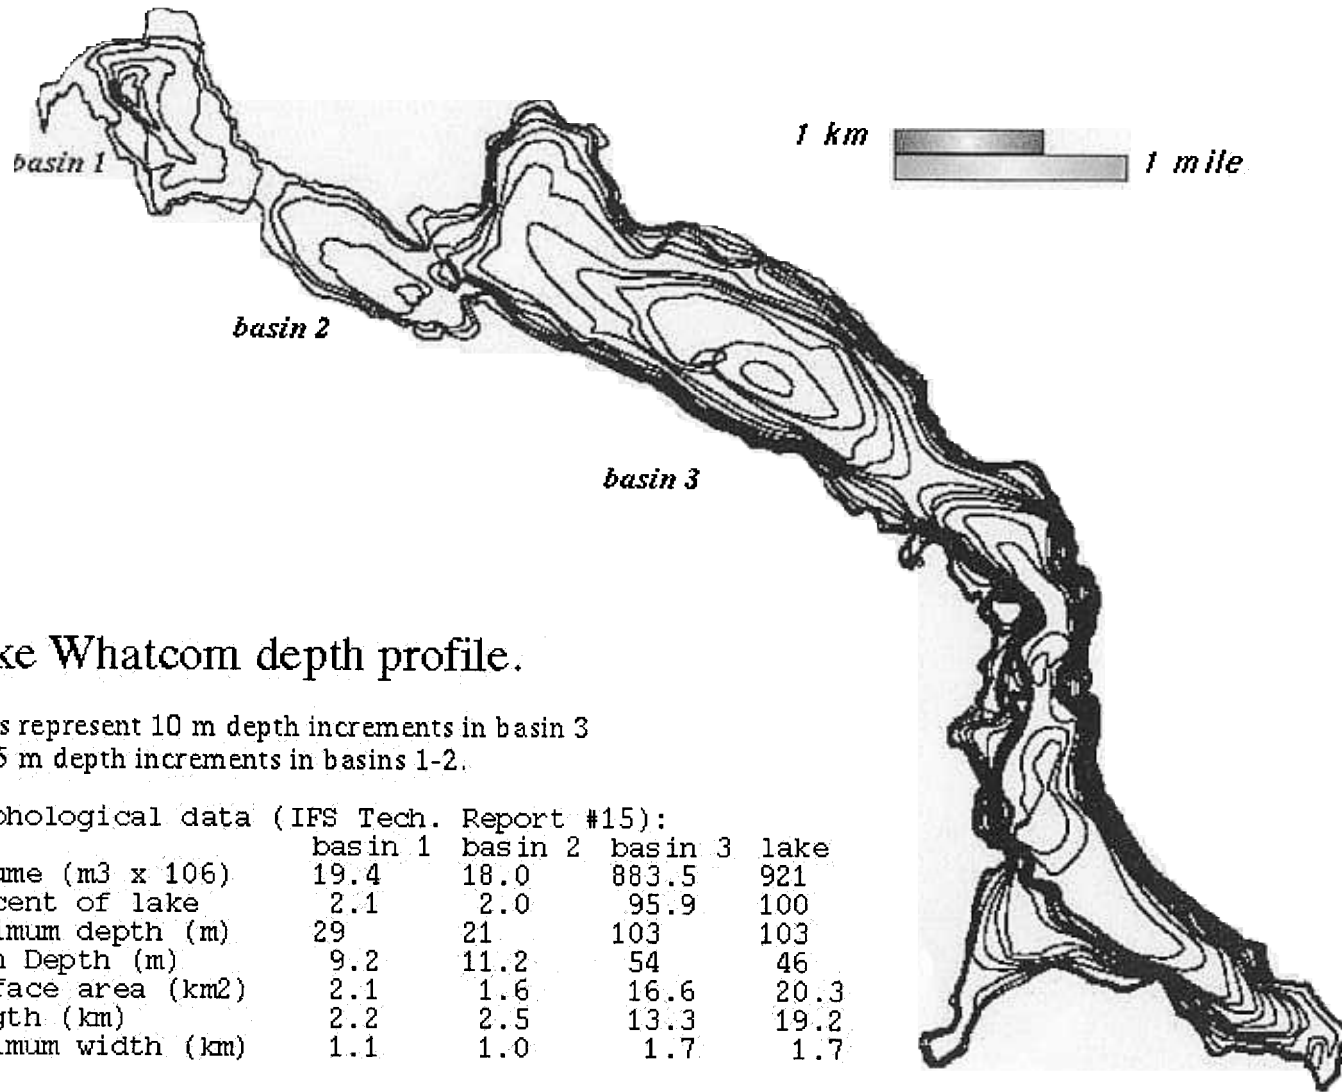 basin 1
1 km
1 mile
basin 2
basin 3
ke Whatcom depth profile.
s represent 10 m depth increments in basin 3
5 m depth increments in basins 1-2.
phological data (IFS Tech. Report #15):
basin 1 basin 2 basin 3 lake
ume (m3 x 106) 19.4 18.0 883.5 921
cent of lake 2.1 2.0 95.9 100
imum depth (m) 29 21 103 103
n Depth (m) 9.2 11.2 54 46
face area (km2) 2.1 1.6 16.6 20.3
gth (km) 2.2 2.5 13.3 19.2
imum width (km) 1.1 1.0 1.7 1.7